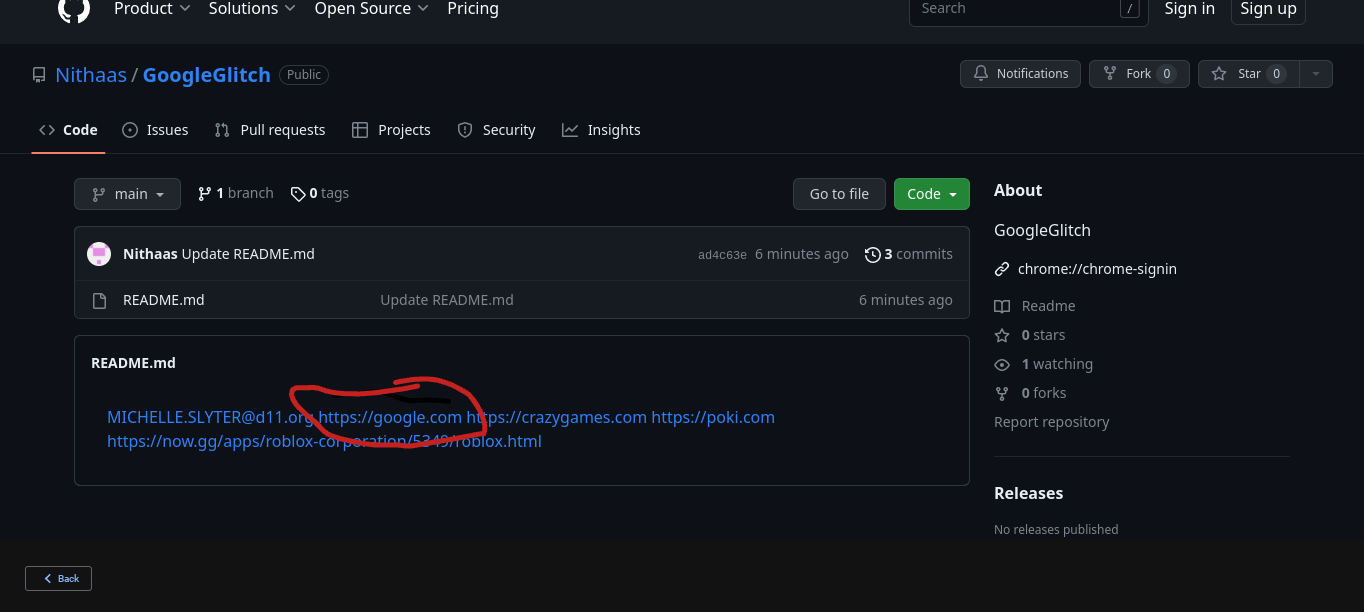 Product Solutions Open Source Pricing Search / Sign in Sign up
Nithaas / GoogleGlitch Public Notifications Fork 0 Star 0
Code Issues Pull requests Projects Security Insights
main 1 branch 0 tags Go to file Code
Nithaas Update README.md ad4c63e 6 minutes ago 3 commits
README.md Update README.md 6 minutes ago
README.md
MICHELLE.SLYTER@d11.org https://google.com https://crazygames.com https://poki.com
https://now.gg/apps/roblox-corporation/5349/roblox.html
About
GoogleGlitch
chrome://chrome-signin
Readme
0 stars
1 watching
0 forks
Report repository
Releases
No releases published
Back